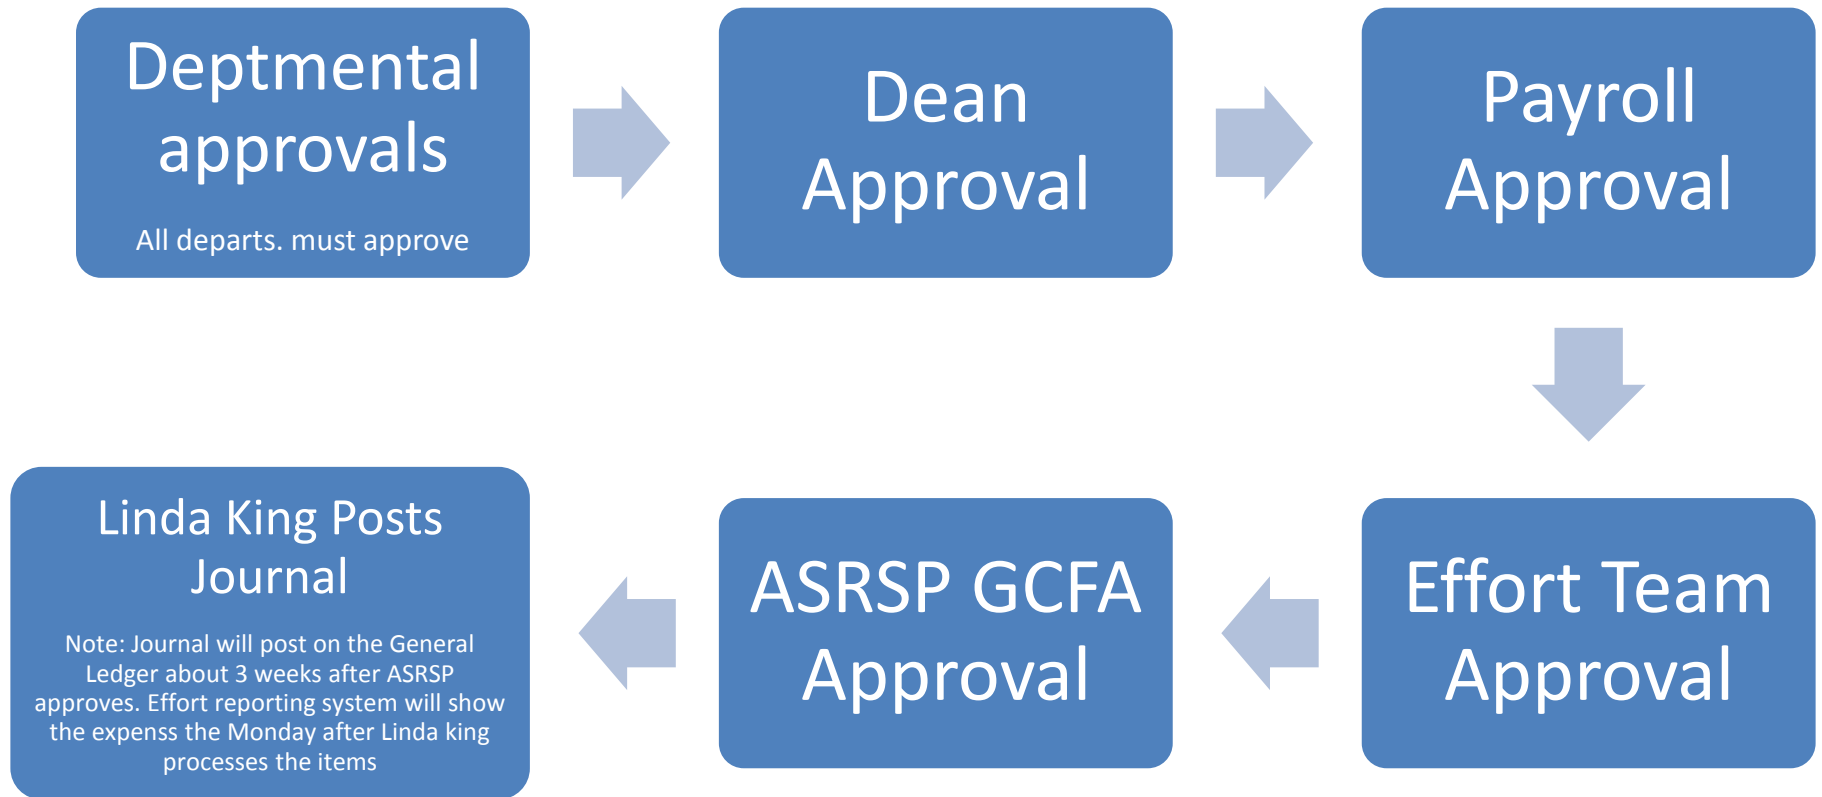 Deptmental
approvals
All departs. must approve
Dean
Approval
Payroll
Approval
Effort Team
Approval
ASRSP GCFA
Approval
Linda King Posts
Journal
Note: Journal will post on the General
Ledger about 3 weeks after ASRSP
approves. Effort reporting system will show
the expenss the Monday after Linda king
processes the items